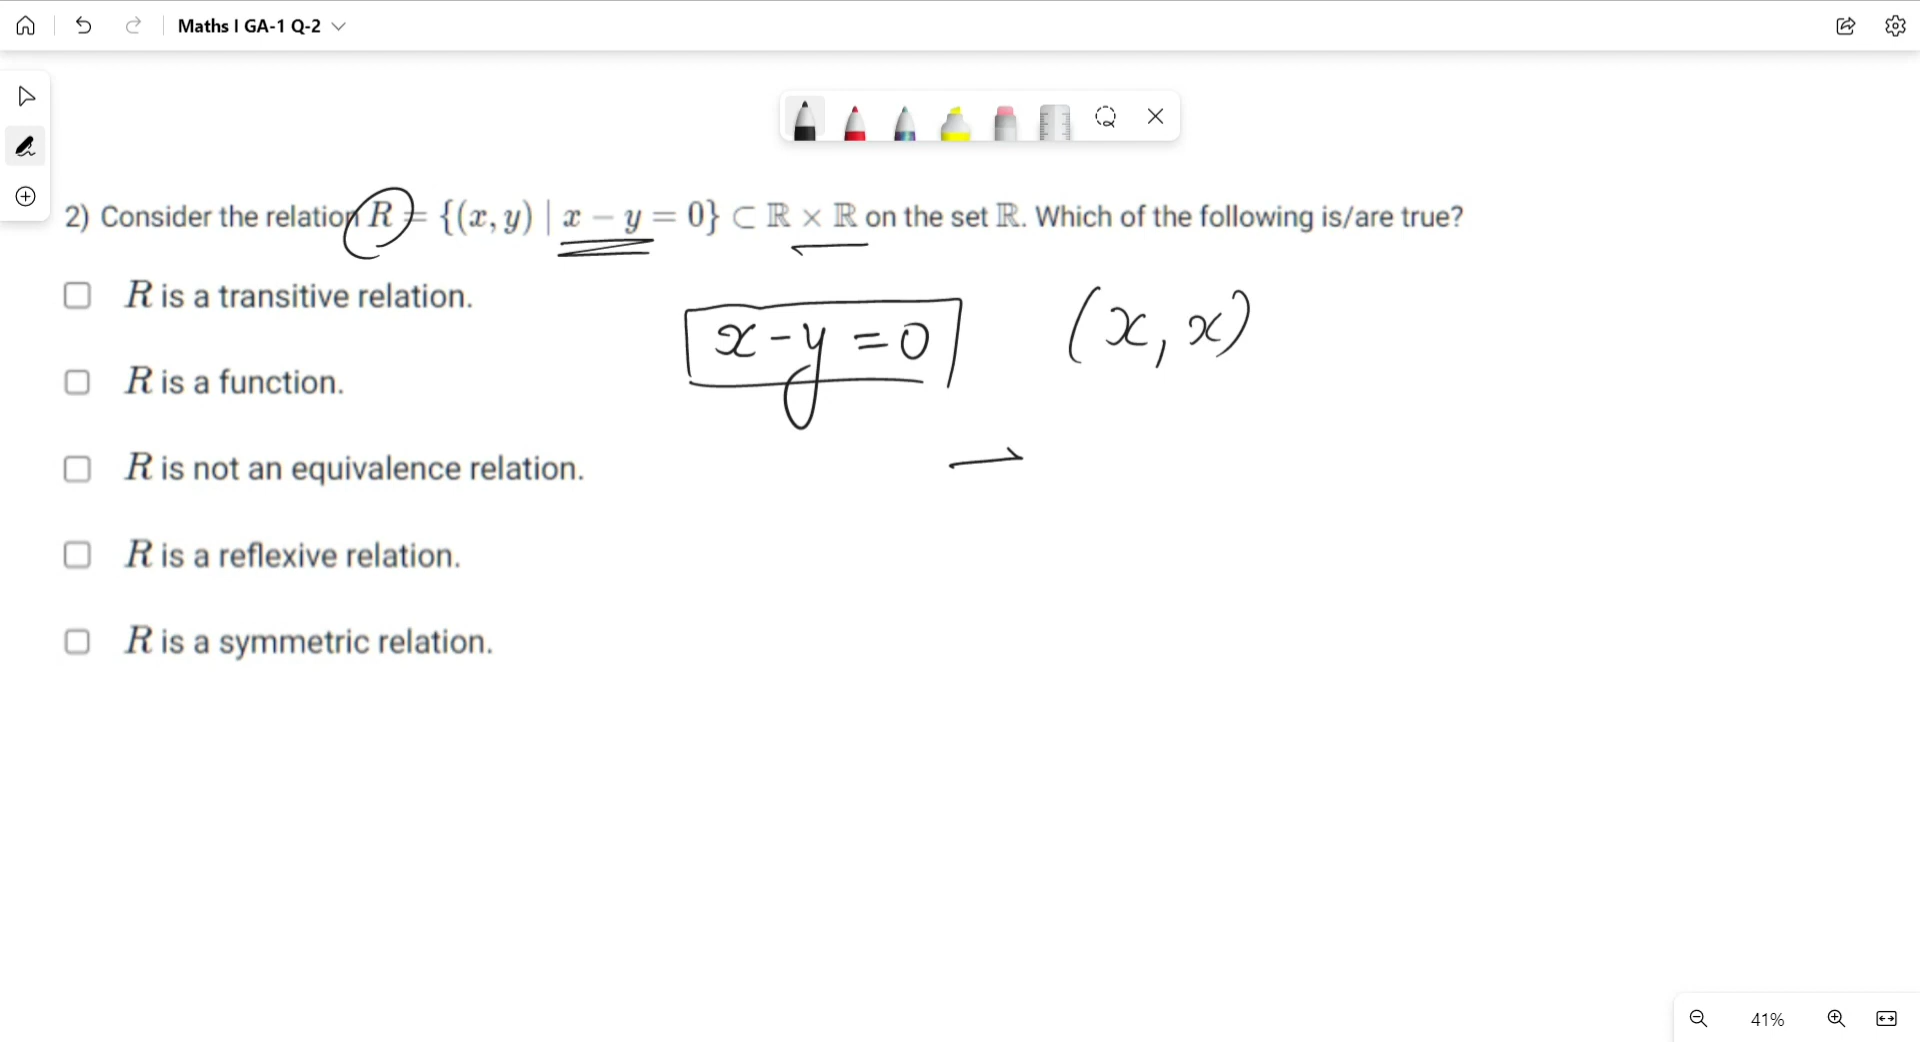 Maths I GA-1 Q-2
2) Consider the relation R = {(x, y) | x − y = 0} ⊂ ℝ × ℝ on the set ℝ. Which of the following is/are true?
R is a transitive relation.
x - y = 0
(x, x)
R is a function.
R is not an equivalence relation.
R is a reflexive relation.
R is a symmetric relation.
41%